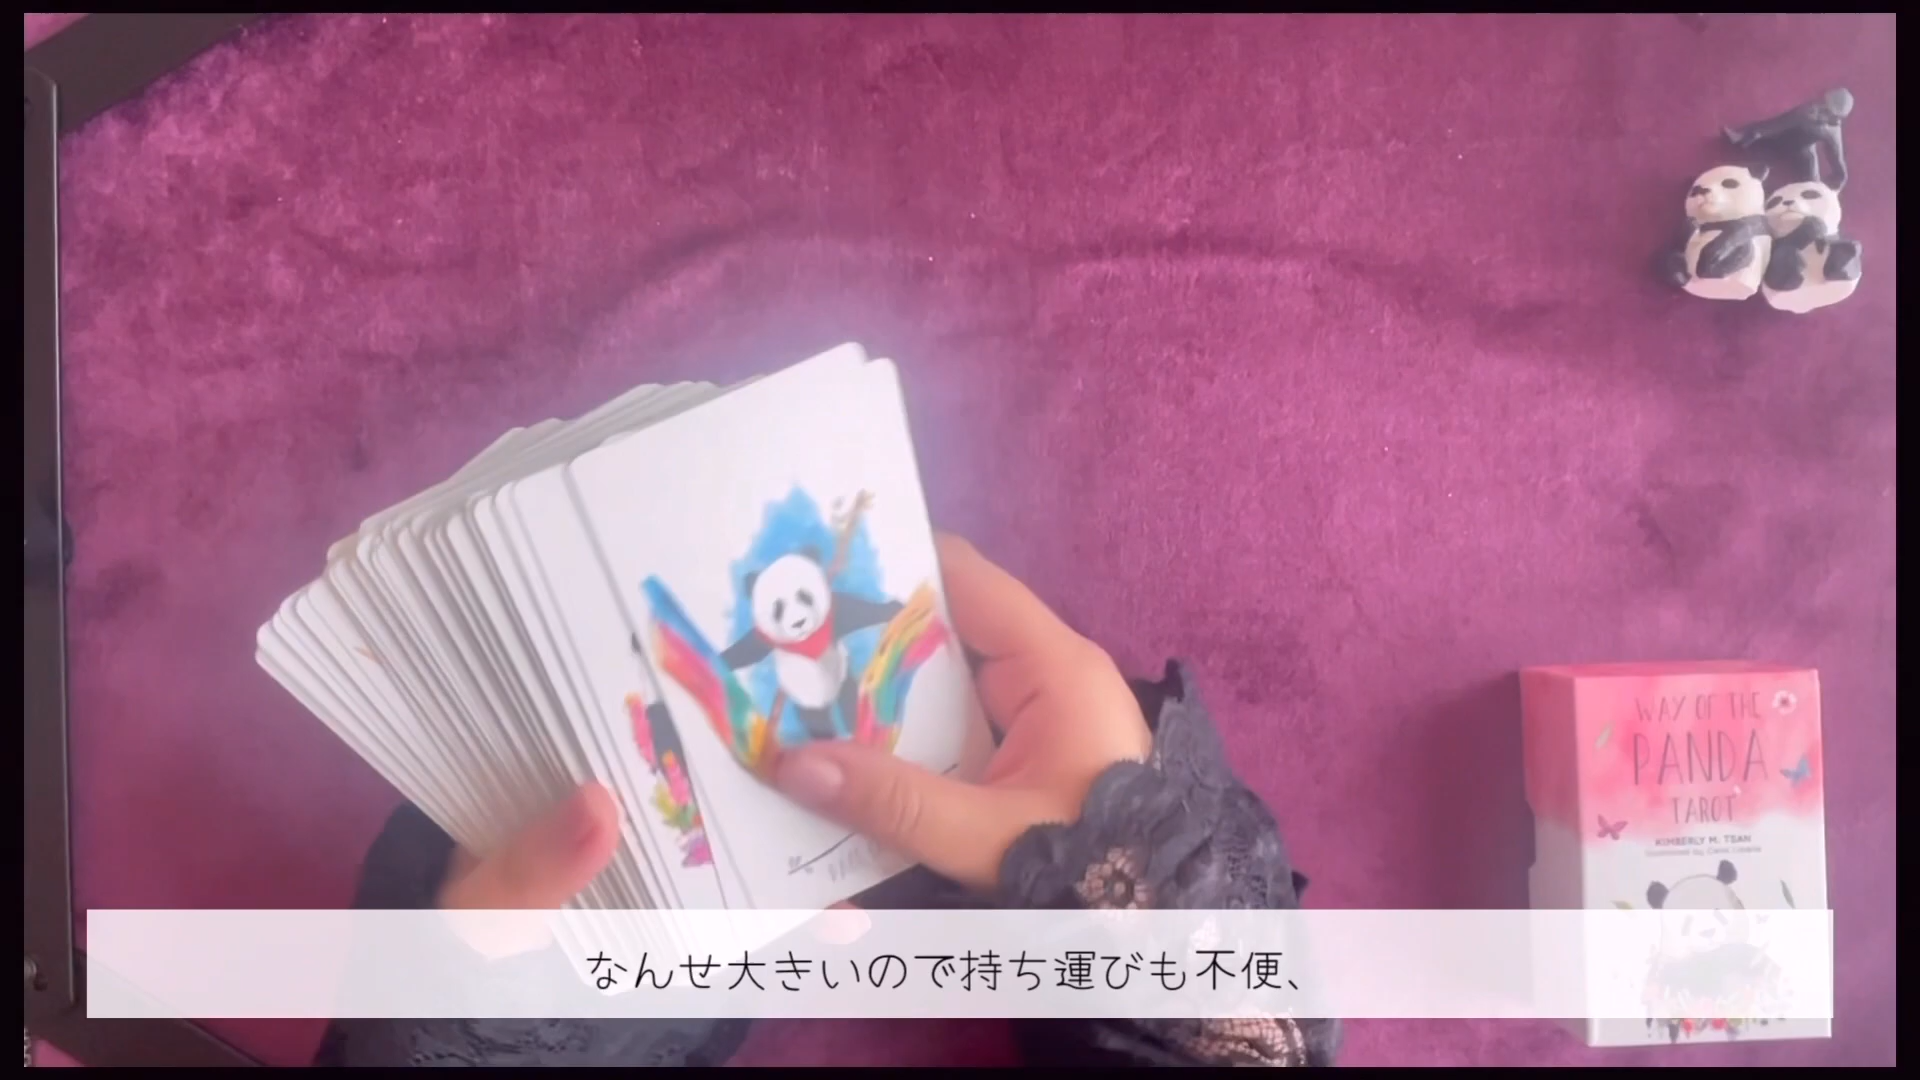 WAY OF THE
PANDA
TAROT
KIMBERLY M. TSAN
なんせ大きいので持ち運びも不便、